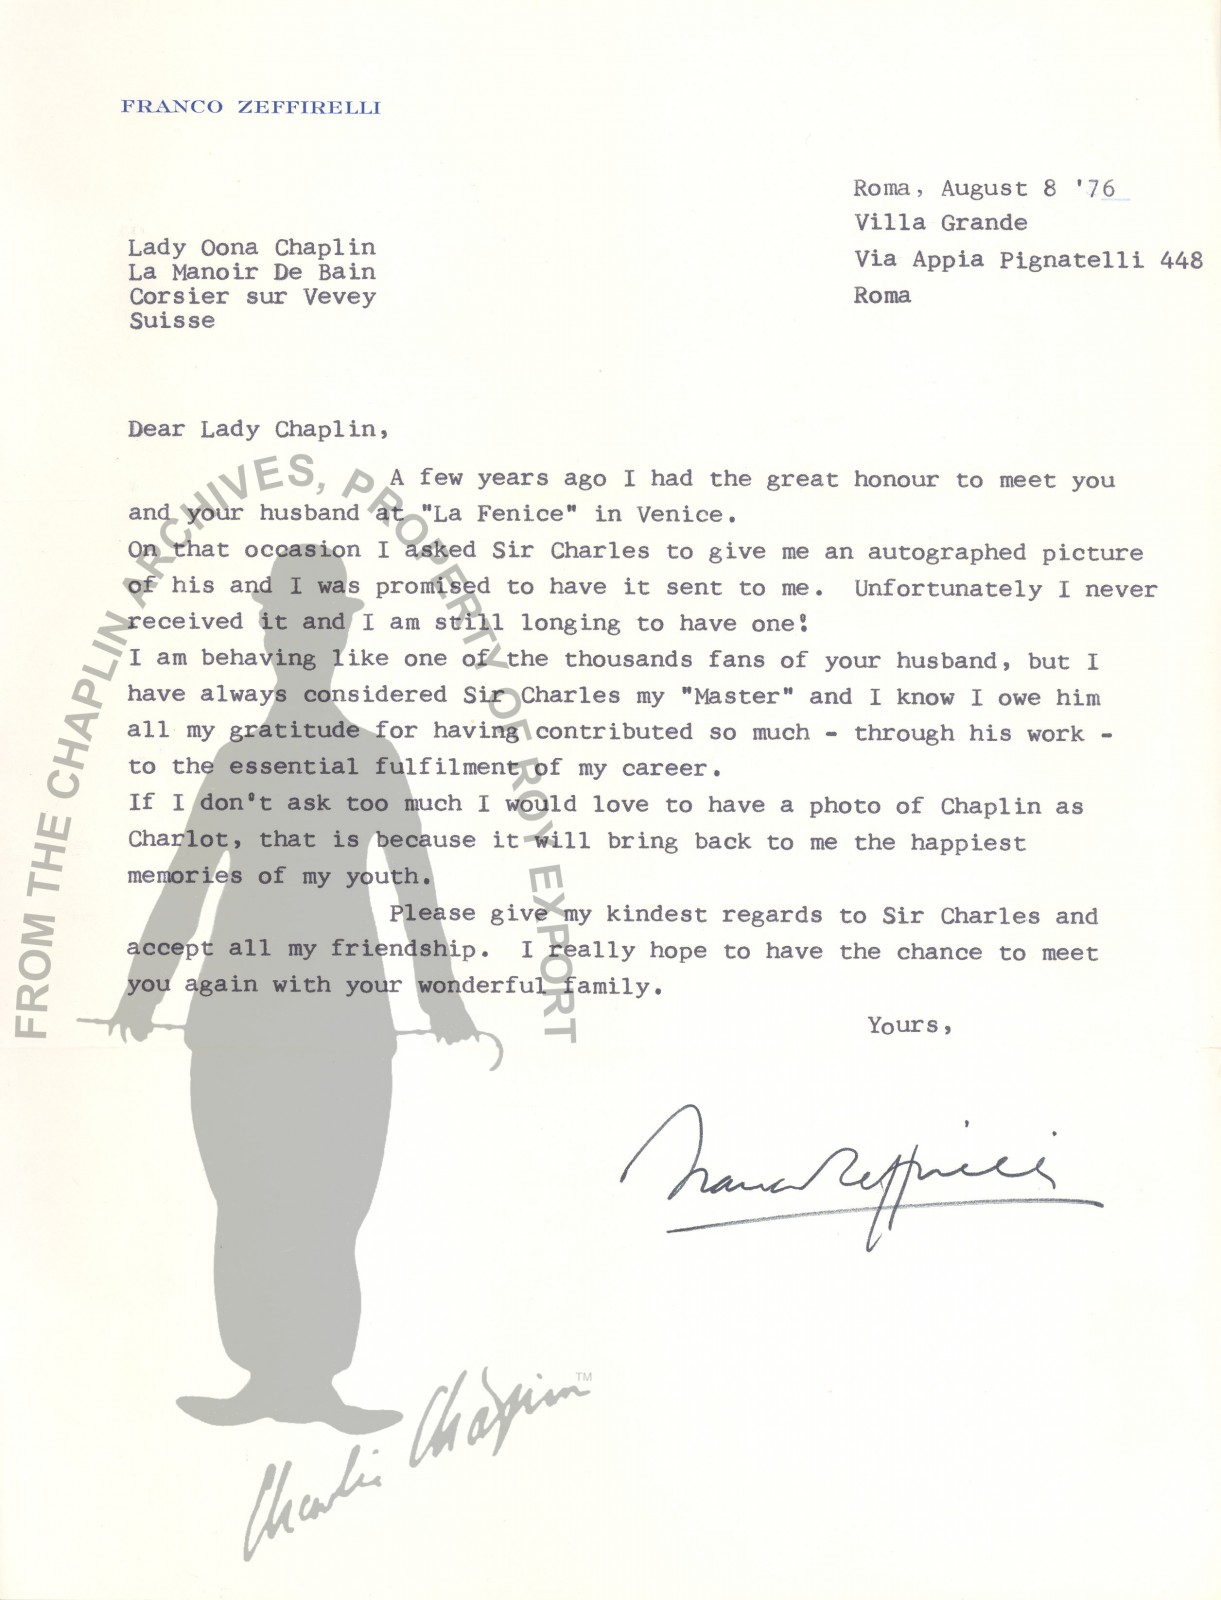 FRANCO ZEFFIRELLI
Roma, August 8 '76
Villa Grande
Via Appia Pignatelli 448
Roma
Lady Oona Chaplin
La Manoir De Bain
Corsier sur Vevey
Suisse
Dear Lady Chaplin,
A few years ago I had the great honour to meet you
and your husband at "La Fenice" in Venice.
On that occasion I asked Sir Charles to give me an autographed picture
of his and I was promised to have it sent to me. Unfortunately I never
received it and I am still longing to have one!
I am behaving like one of the thousands fans of your husband, but I
have always considered Sir Charles my "Master" and I know I owe him
all my gratitude for having contributed so much - through his work -
to the essential fulfilment of my career.
If I don't ask too much I would love to have a photo of Chaplin as
Charlot, that is because it will bring back to me the happiest
memories of my youth.
Please give my kindest regards to Sir Charles and
accept all my friendship. I really hope to have the chance to meet
you again with your wonderful family.
Yours,
Franco Zeffirelli
FROM THE CHAPLIN ARCHIVES, PROPERTY OF ROY EXPORT
Charlie Chaplin TM